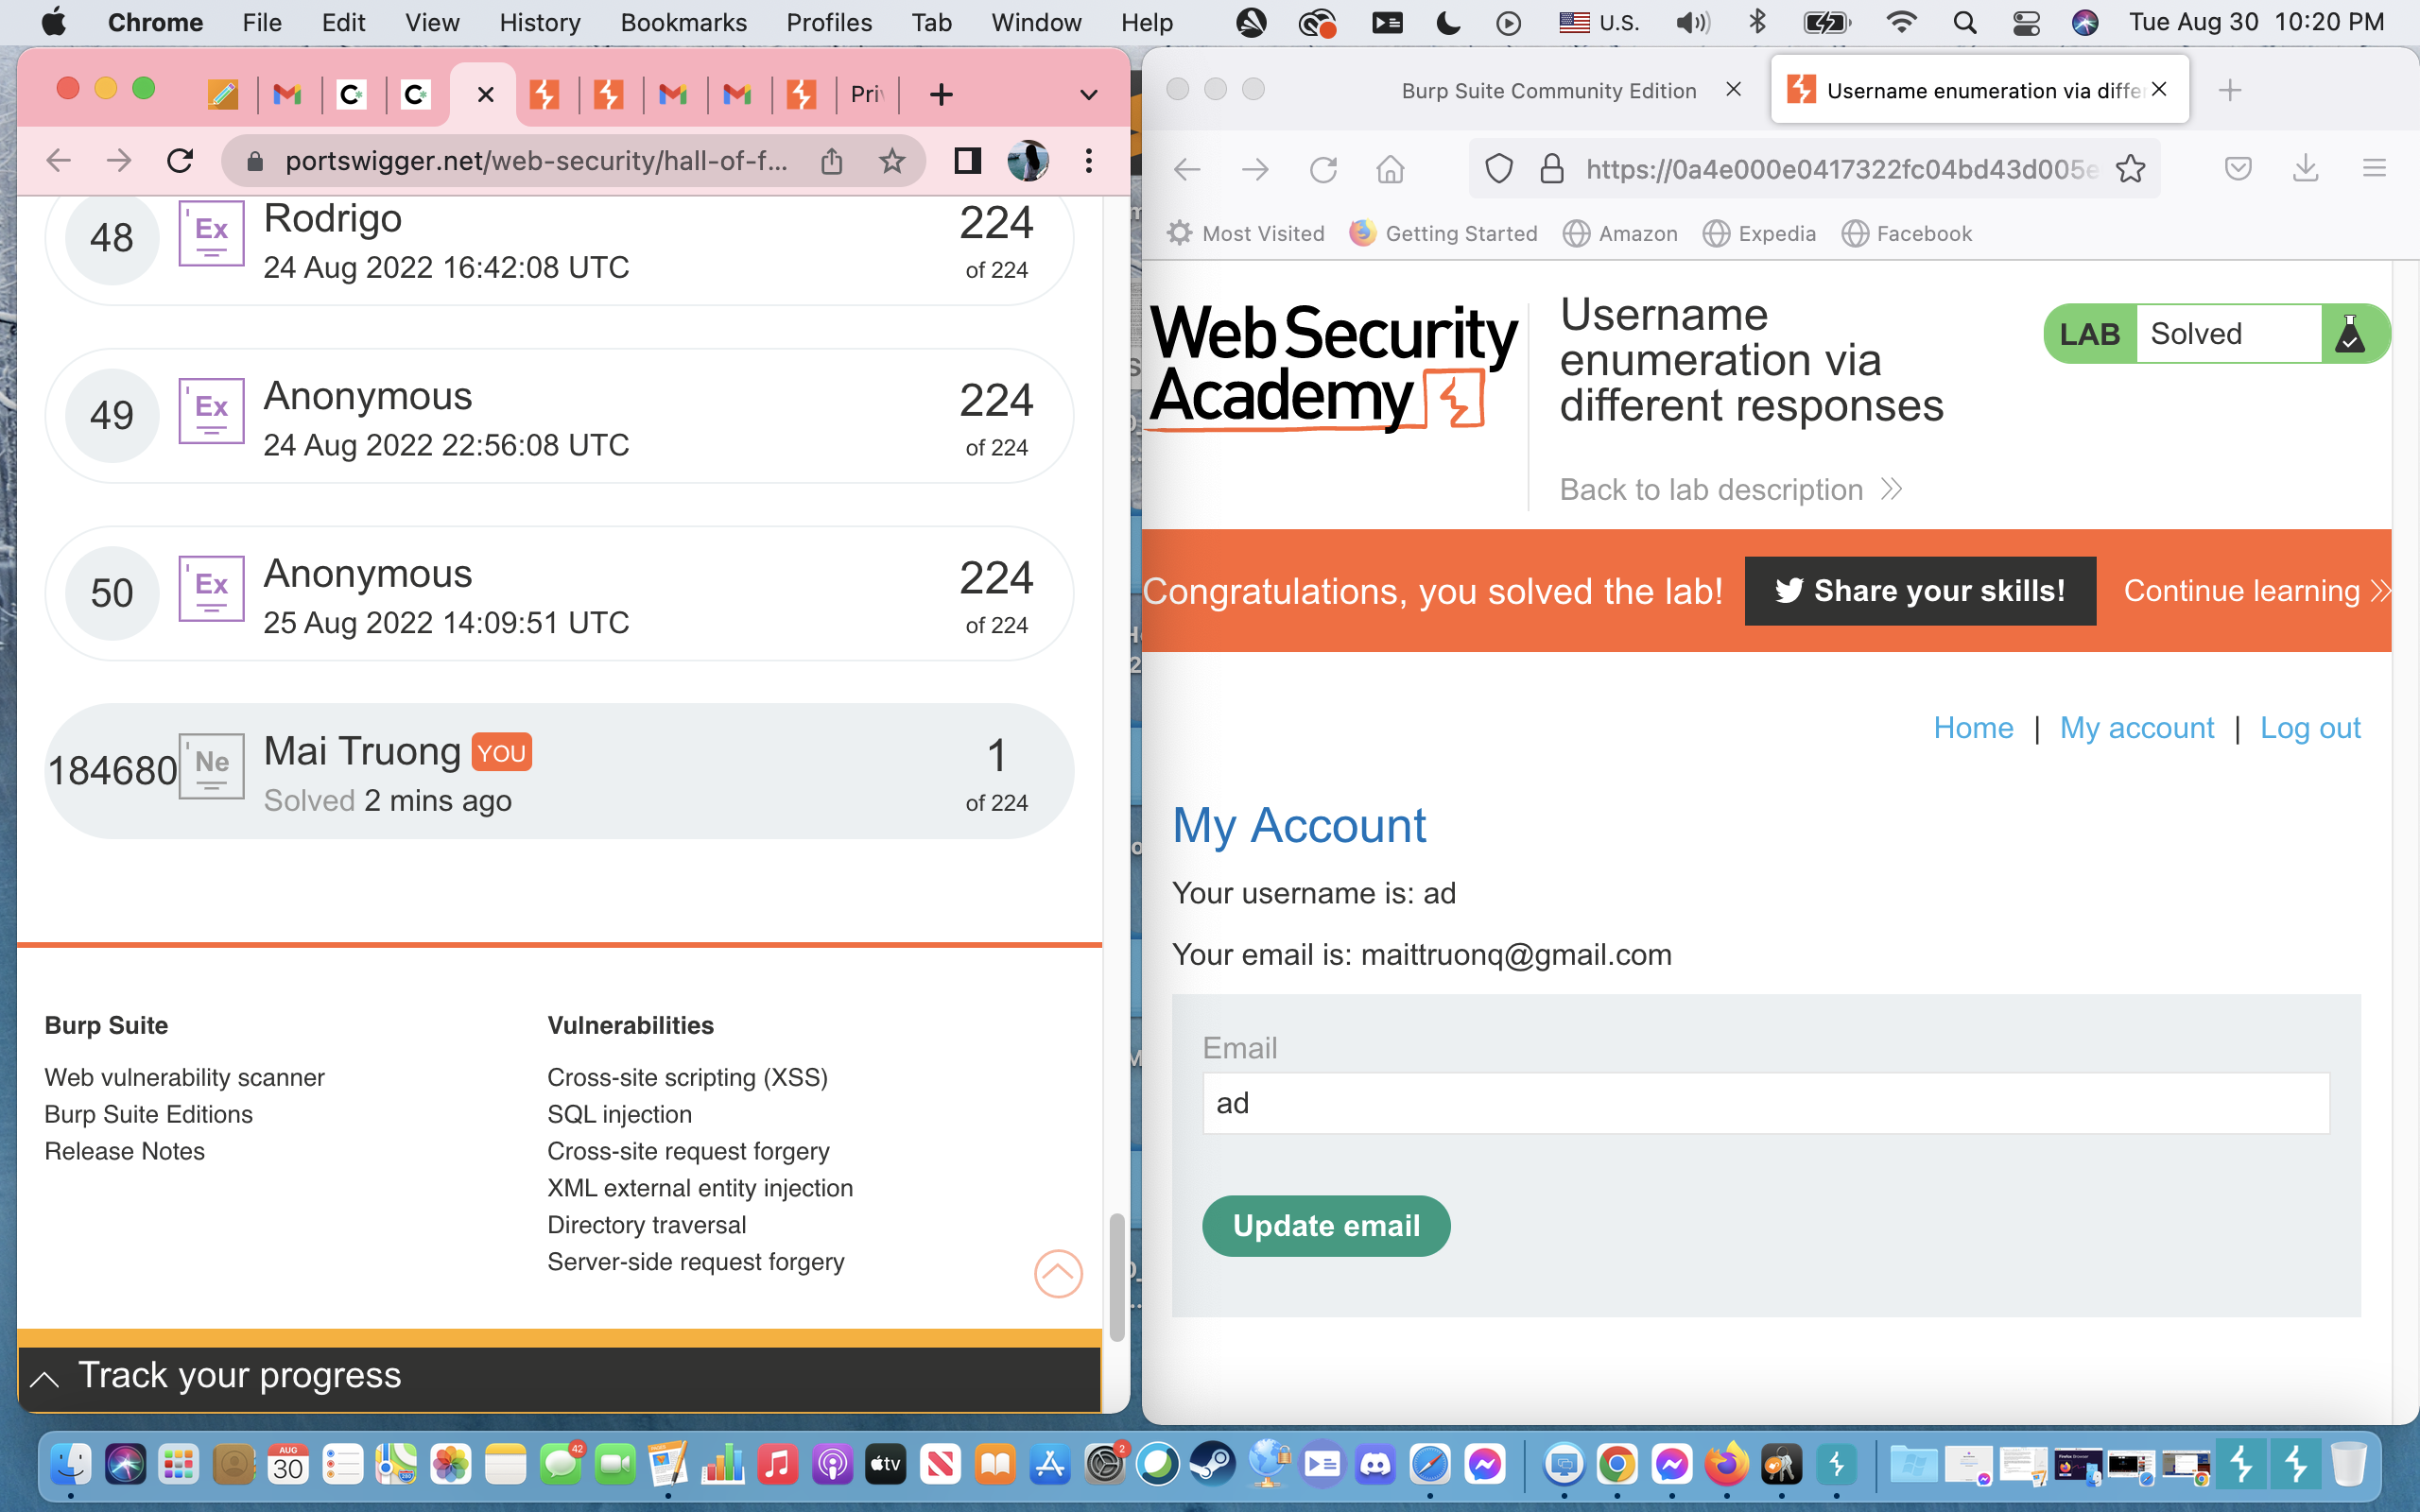 Chrome File Edit View History Bookmarks Profiles Tab Window Help U.S. Tue Aug 30 10:20 PM
Priv
portswigger.net/web-security/hall-of-f...
48
Ex
Rodrigo
24 Aug 2022 16:42:08 UTC
224
of 224
49
Ex
Anonymous
24 Aug 2022 22:56:08 UTC
224
of 224
50
Ex
Anonymous
25 Aug 2022 14:09:51 UTC
224
of 224
184680
Ne
Mai Truong YOU
Solved 2 mins ago
1
of 224
Burp Suite
Web vulnerability scanner
Burp Suite Editions
Release Notes
Vulnerabilities
Cross-site scripting (XSS)
SQL injection
Cross-site request forgery
XML external entity injection
Directory traversal
Server-side request forgery
Track your progress
Burp Suite Community Edition
Username enumeration via diffe
https://0a4e000e0417322fc04bd43d005e
Most Visited Getting Started Amazon Expedia Facebook
Web Security
Academy
Username
enumeration via
different responses
Back to lab description
LAB Solved
Congratulations, you solved the lab! Share your skills! Continue learning
Home | My account | Log out
My Account
Your username is: ad
Your email is: maittruonq@gmail.com
Email
ad
Update email
AUG
30
42
tv
2